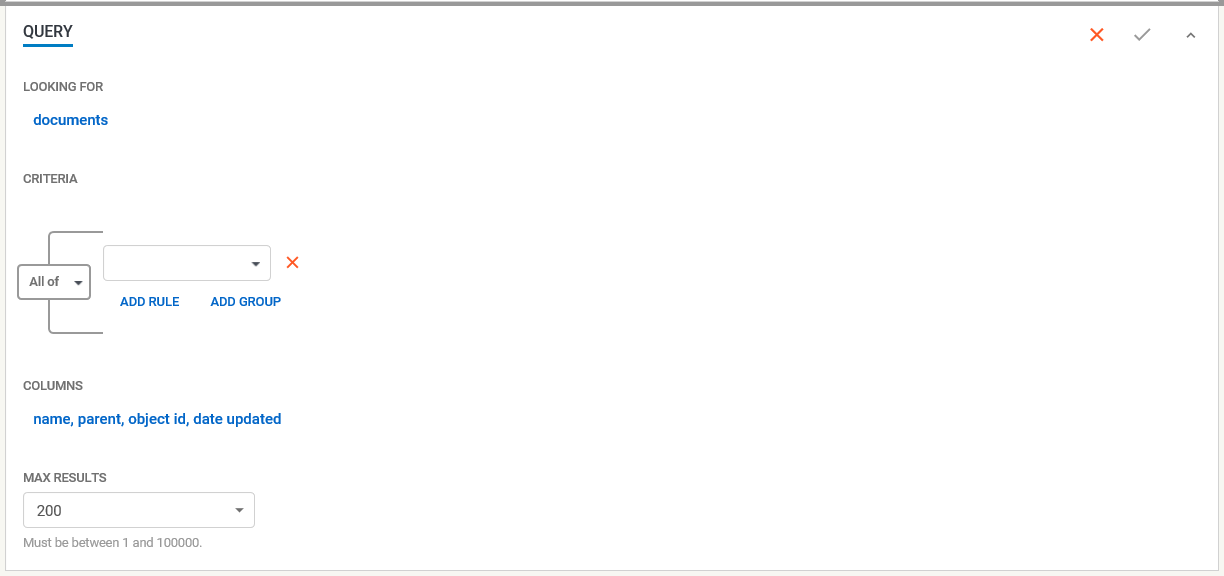 QUERY
LOOKING FOR
documents
CRITERIA
All of
ADD RULE ADD GROUP
COLUMNS
name, parent, object id, date updated
MAX RESULTS
200
Must be between 1 and 100000.